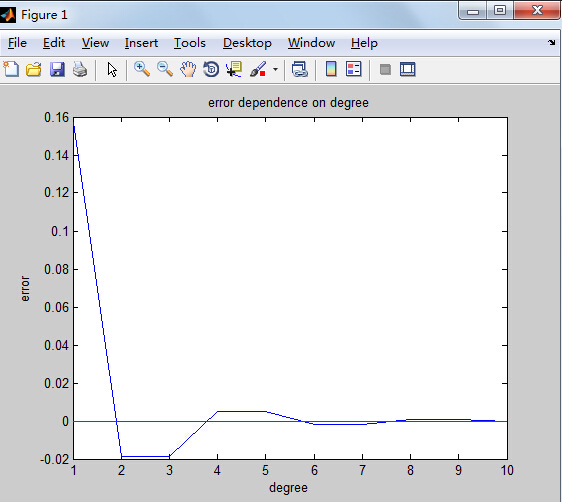 Figure 1
File Edit View Insert Tools Desktop Window Help
error dependence on degree
0.16
0.14
0.12
0.1
0.08
0.06
0.04
0.02
0
-0.02
error
1 2 3 4 5 6 7 8 9 10
degree